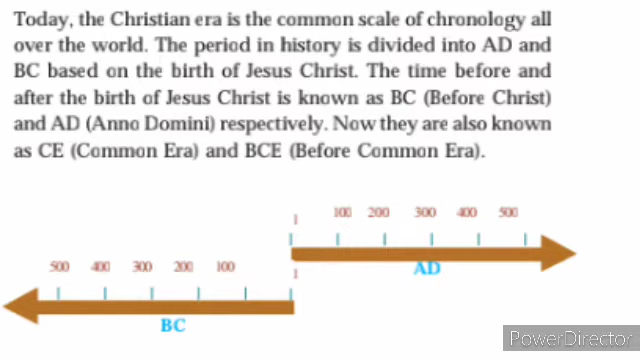 Today, the Christian era is the common scale of chronology all
over the world. The period in history is divided into AD and
BC based on the birth of Jesus Christ. The time before and
after the birth of Jesus Christ is known as BC (Before Christ)
and AD (Anno Domini) respectively. Now they are also known
as CE (Common Era) and BCE (Before Common Era).
1 100 200 300 400 500
AD
500 400 300 200 100 1
BC
PowerDirector